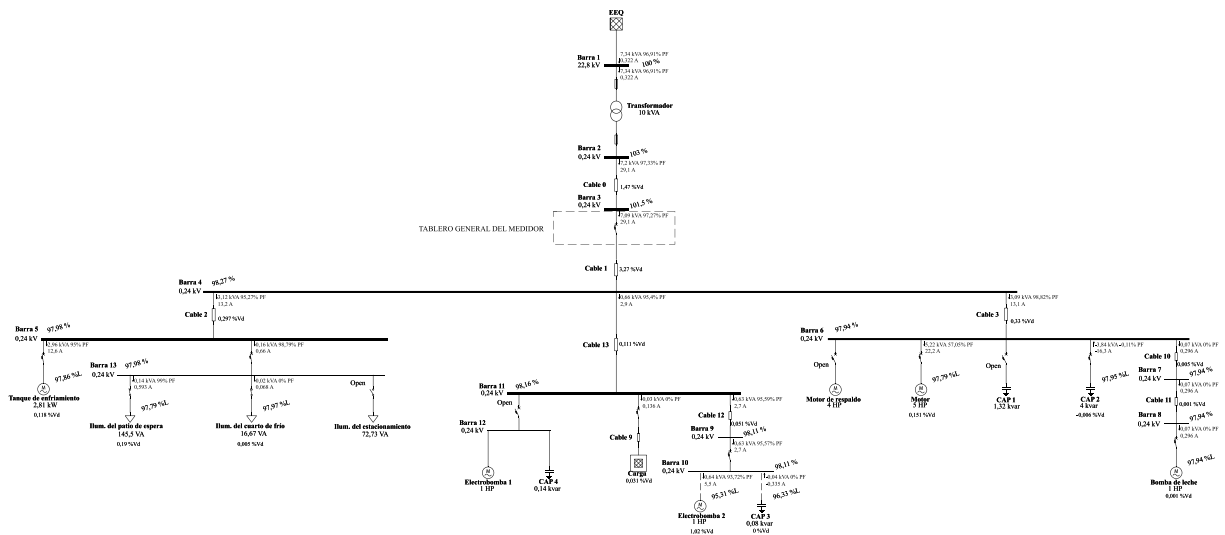 EEQ
7,34 kVA 96,91% PF
0,322 A
Barra 1
22,8 kV
100 %
7,34 kVA 96,91% PF
0,322 A
Transformador
10 kVA
Barra 2
0,24 kV
103 %
7,2 kVA 97,33% PF
29,1 A
Cable 0
1,47 %Vd
Barra 3
0,24 kV
101,5 %
7,09 kVA 97,27% PF
29,1 A
TABLERO GENERAL DEL MEDIDOR
Cable 1
3,27 %Vd
Barra 4
0,24 kV
98,27 %
3,12 kVA 95,27% PF
13,2 A
0,66 kVA 95,4% PF
2,9 A
3,09 kVA 98,82% PF
13,1 A
Cable 2
0,297 %Vd
Cable 13
0,111 %Vd
Cable 3
0,33 %Vd
Barra 5
0,24 kV
97,98 %
2,96 kVA 95% PF
12,6 A
0,16 kVA 98,79% PF
0,66 A
Tanque de enfriamiento
2,81 kW
0,118 %Vd
97,86 %L
Barra 13
0,24 kV
97,98 %
0,14 kVA 99% PF
0,593 A
0,02 kVA 0% PF
0,068 A
Open
97,79 %L
97,97 %L
Ilum. del patio de espera
145,5 VA
0,19 %Vd
Ilum. del cuarto de frío
16,67 VA
0,005 %Vd
Ilum. del estacionamiento
72,73 VA
Barra 11
0,24 kV
98,16 %
Open
0,03 kVA 0% PF
0,136 A
0,63 kVA 95,59% PF
2,7 A
Barra 12
0,24 kV
Electrobomba 1
1 HP
CAP 4
0,14 kvar
Cable 9
Carga
0,031 %Vd
Cable 12
0,051 %Vd
Barra 9
0,24 kV
98,11 %
0,63 kVA 95,57% PF
2,7 A
Barra 10
0,24 kV
98,11 %
0,64 kVA 93,72% PF
5,5 A
-0,04 kVA 0% PF
-0,335 A
95,31 %L
96,33 %L
Electrobomba 2
1 HP
1,02 %Vd
CAP 3
0,08 kvar
0 %Vd
Barra 6
0,24 kV
97,94 %
Open
5,22 kVA 57,05% PF
22,2 A
Open
-3,84 kVA -0,11% PF
-16,3 A
0,07 kVA 0% PF
0,296 A
Motor de respaldo
4 HP
97,79 %L
Motor
5 HP
0,151 %Vd
CAP 1
1,32 kvar
97,95 %L
CAP 2
4 kvar
-0,006 %Vd
Cable 10
0,005 %Vd
Barra 7
0,24 kV
97,94 %
0,07 kVA 0% PF
0,296 A
Cable 11
0,001 %Vd
Barra 8
0,24 kV
97,94 %
0,07 kVA 0% PF
0,296 A
97,94 %L
Bomba de leche
1 HP
0,001 %Vd